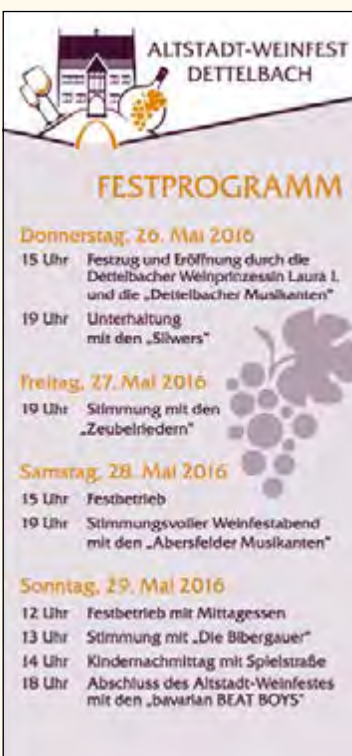 ALTSTADT-WEINFEST
DETTELBACH
FESTPROGRAMM
Donnerstag, 26. Mai 2016
15 Uhr Festzug und Eröffnung durch die
Dettelbacher Weinprinzessin Laura I.
und die „Dettelbacher Musikanten"
19 Uhr Unterhaltung
mit den „Silwers"
Freitag, 27. Mai 2016
19 Uhr Stimmung mit den
„Zeubelriedern"
Samstag, 28. Mai 2016
15 Uhr Festbetrieb
19 Uhr Stimmungsvoller Weinfestabend
mit den „Abersfelder Musikanten"
Sonntag, 29. Mai 2016
12 Uhr Festbetrieb mit Mittagessen
13 Uhr Stimmung mit „Die Bibergauer"
14 Uhr Kindernachmittag mit Spielstraße
18 Uhr Abschluss des Altstadt-Weinfestes
mit den „bavarian BEAT BOYS"